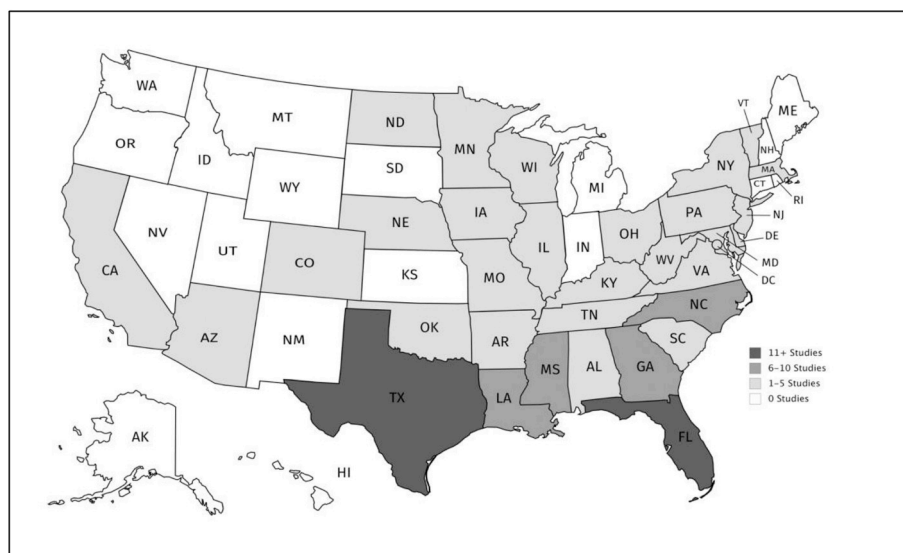 WA
MT
ND
MN
VT
ME
OR
ID
SD
WI
NY
NH
MA
WY
MI
CT
RI
IA
PA
NJ
NE
NV
UT
IL
IN
OH
DE
CA
CO
WV
MD
KS
MO
KY
VA
DC
NC
TN
AZ
OK
NM
AR
SC
MS
AL
GA
11+ Studies
6–10 Studies
1–5 Studies
0 Studies
TX
LA
FL
AK
HI